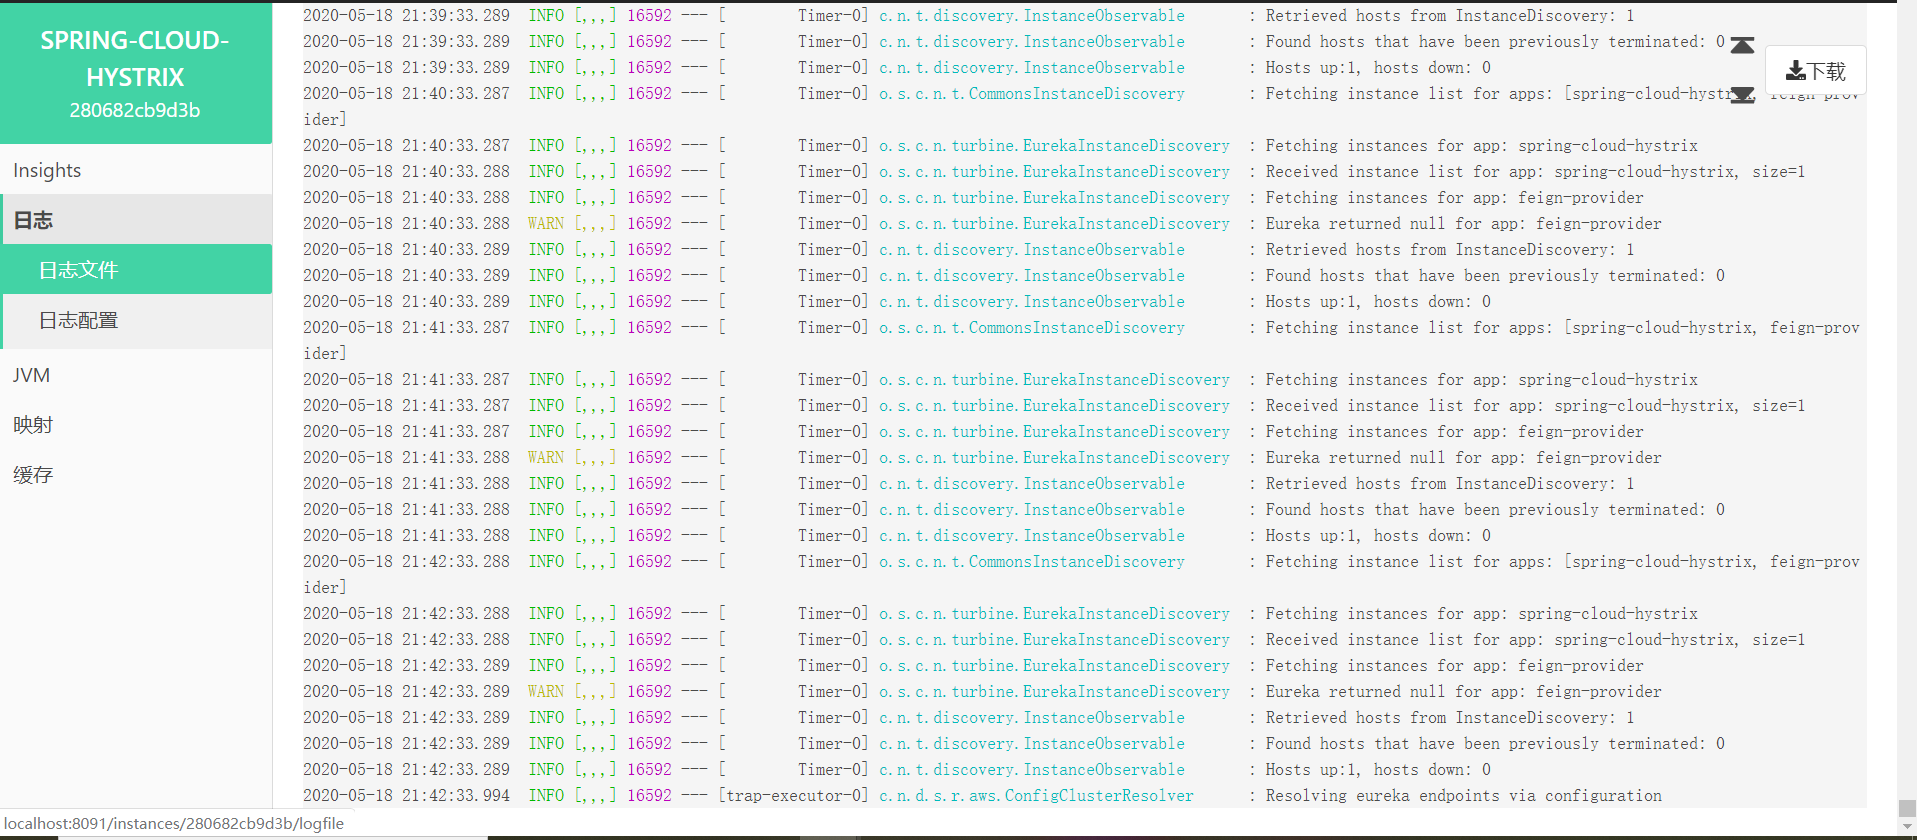 SPRING-CLOUD-
HYSTRIX
280682cb9d3b
Insights
日志
日志文件
日志配置
JVM
映射
缓存
下载
2020-05-18 21:39:33.289  INFO [,,,] 16592 --- [        Timer-0] c.n.t.discovery.InstanceObservable       : Retrieved hosts from InstanceDiscovery: 1
2020-05-18 21:39:33.289  INFO [,,,] 16592 --- [        Timer-0] c.n.t.discovery.InstanceObservable       : Found hosts that have been previously terminated: 0
2020-05-18 21:39:33.289  INFO [,,,] 16592 --- [        Timer-0] c.n.t.discovery.InstanceObservable       : Hosts up:1, hosts down: 0
2020-05-18 21:40:33.287  INFO [,,,] 16592 --- [        Timer-0] o.s.c.n.t.CommonsInstanceDiscovery       : Fetching instance list for apps: [spring-cloud-hystrix, feign-prov
ider]
2020-05-18 21:40:33.287  INFO [,,,] 16592 --- [        Timer-0] o.s.c.n.turbine.EurekaInstanceDiscovery  : Fetching instances for app: spring-cloud-hystrix
2020-05-18 21:40:33.288  INFO [,,,] 16592 --- [        Timer-0] o.s.c.n.turbine.EurekaInstanceDiscovery  : Received instance list for app: spring-cloud-hystrix, size=1
2020-05-18 21:40:33.288  INFO [,,,] 16592 --- [        Timer-0] o.s.c.n.turbine.EurekaInstanceDiscovery  : Fetching instances for app: feign-provider
2020-05-18 21:40:33.288  WARN [,,,] 16592 --- [        Timer-0] o.s.c.n.turbine.EurekaInstanceDiscovery  : Eureka returned null for app: feign-provider
2020-05-18 21:40:33.289  INFO [,,,] 16592 --- [        Timer-0] c.n.t.discovery.InstanceObservable       : Retrieved hosts from InstanceDiscovery: 1
2020-05-18 21:40:33.289  INFO [,,,] 16592 --- [        Timer-0] c.n.t.discovery.InstanceObservable       : Found hosts that have been previously terminated: 0
2020-05-18 21:40:33.289  INFO [,,,] 16592 --- [        Timer-0] c.n.t.discovery.InstanceObservable       : Hosts up:1, hosts down: 0
2020-05-18 21:41:33.287  INFO [,,,] 16592 --- [        Timer-0] o.s.c.n.t.CommonsInstanceDiscovery       : Fetching instance list for apps: [spring-cloud-hystrix, feign-prov
ider]
2020-05-18 21:41:33.287  INFO [,,,] 16592 --- [        Timer-0] o.s.c.n.turbine.EurekaInstanceDiscovery  : Fetching instances for app: spring-cloud-hystrix
2020-05-18 21:41:33.287  INFO [,,,] 16592 --- [        Timer-0] o.s.c.n.turbine.EurekaInstanceDiscovery  : Received instance list for app: spring-cloud-hystrix, size=1
2020-05-18 21:41:33.287  INFO [,,,] 16592 --- [        Timer-0] o.s.c.n.turbine.EurekaInstanceDiscovery  : Fetching instances for app: feign-provider
2020-05-18 21:41:33.288  WARN [,,,] 16592 --- [        Timer-0] o.s.c.n.turbine.EurekaInstanceDiscovery  : Eureka returned null for app: feign-provider
2020-05-18 21:41:33.288  INFO [,,,] 16592 --- [        Timer-0] c.n.t.discovery.InstanceObservable       : Retrieved hosts from InstanceDiscovery: 1
2020-05-18 21:41:33.288  INFO [,,,] 16592 --- [        Timer-0] c.n.t.discovery.InstanceObservable       : Found hosts that have been previously terminated: 0
2020-05-18 21:41:33.288  INFO [,,,] 16592 --- [        Timer-0] c.n.t.discovery.InstanceObservable       : Hosts up:1, hosts down: 0
2020-05-18 21:42:33.288  INFO [,,,] 16592 --- [        Timer-0] o.s.c.n.t.CommonsInstanceDiscovery       : Fetching instance list for apps: [spring-cloud-hystrix, feign-prov
ider]
2020-05-18 21:42:33.288  INFO [,,,] 16592 --- [        Timer-0] o.s.c.n.turbine.EurekaInstanceDiscovery  : Fetching instances for app: spring-cloud-hystrix
2020-05-18 21:42:33.288  INFO [,,,] 16592 --- [        Timer-0] o.s.c.n.turbine.EurekaInstanceDiscovery  : Received instance list for app: spring-cloud-hystrix, size=1
2020-05-18 21:42:33.289  INFO [,,,] 16592 --- [        Timer-0] o.s.c.n.turbine.EurekaInstanceDiscovery  : Fetching instances for app: feign-provider
2020-05-18 21:42:33.289  WARN [,,,] 16592 --- [        Timer-0] o.s.c.n.turbine.EurekaInstanceDiscovery  : Eureka returned null for app: feign-provider
2020-05-18 21:42:33.289  INFO [,,,] 16592 --- [        Timer-0] c.n.t.discovery.InstanceObservable       : Retrieved hosts from InstanceDiscovery: 1
2020-05-18 21:42:33.289  INFO [,,,] 16592 --- [        Timer-0] c.n.t.discovery.InstanceObservable       : Found hosts that have been previously terminated: 0
2020-05-18 21:42:33.289  INFO [,,,] 16592 --- [        Timer-0] c.n.t.discovery.InstanceObservable       : Hosts up:1, hosts down: 0
2020-05-18 21:42:33.994  INFO [,,,] 16592 --- [trap-executor-0] c.n.d.s.r.aws.ConfigClusterResolver      : Resolving eureka endpoints via configuration
localhost:8091/instances/280682cb9d3b/logfile